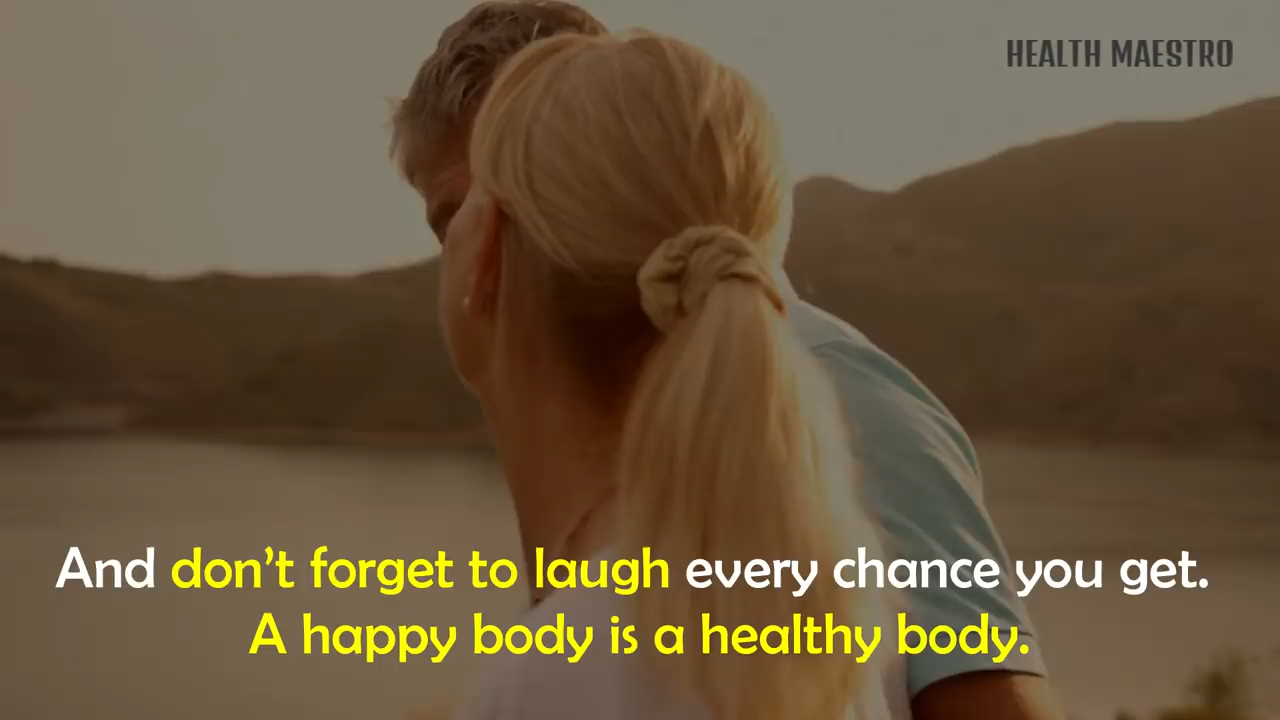 HEALTH MAESTRO
And don't forget to laugh every chance you get.
A happy body is a healthy body.